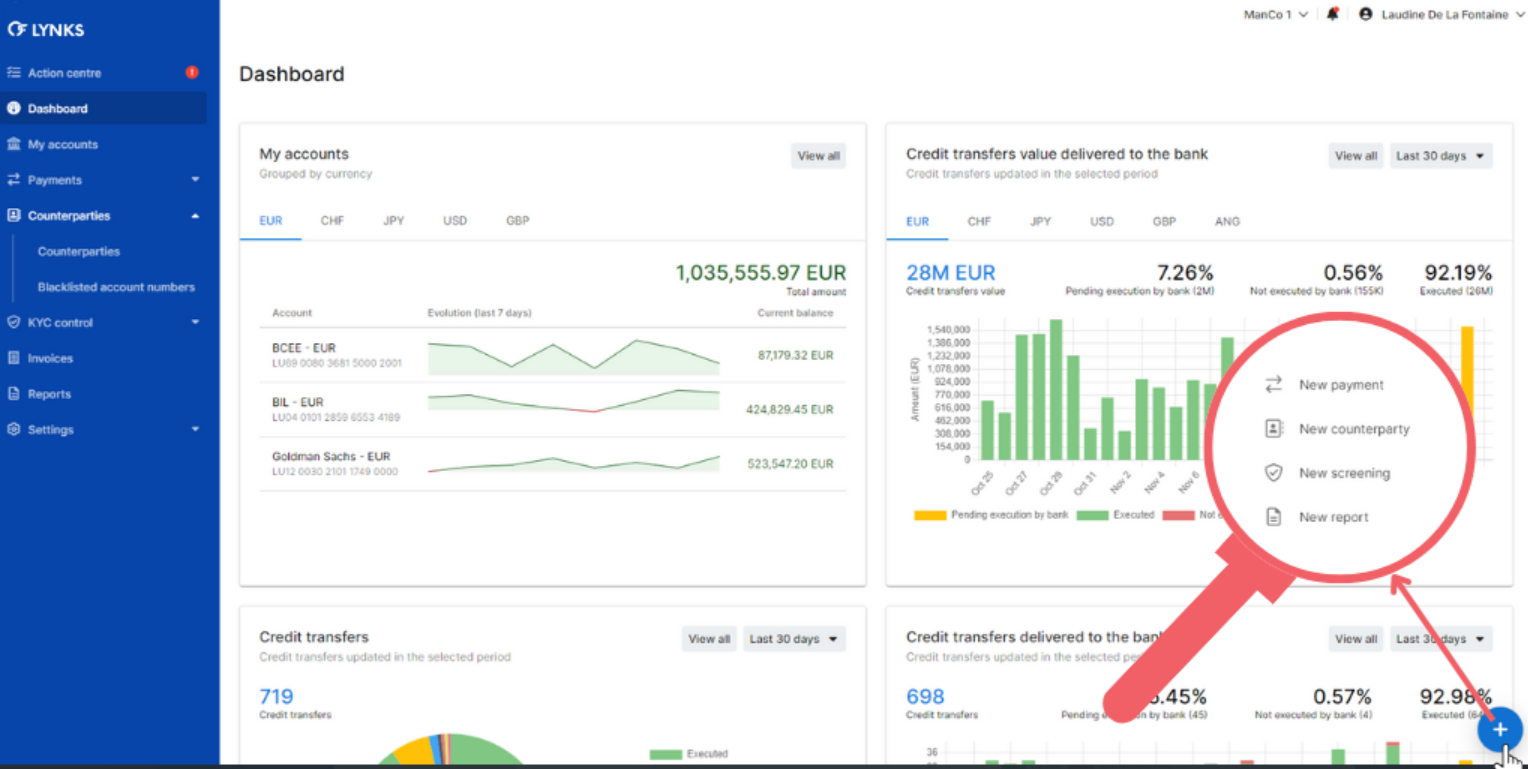 LYNKS
ManCo 1
Laudine De La Fontaine
Action centre
!
Dashboard
My accounts
Payments
Counterparties
Counterparties
Blacklisted account numbers
KYC control
Invoices
Reports
Settings
Dashboard
My accounts
View all
Grouped by currency
EUR CHF JPY USD GBP
1,035,555.97 EUR
Total amount
Account Evolution (last 7 days) Current balance
BCEE - EUR
LU69 0080 3681 5000 2001
87,179.32 EUR
BIL - EUR
LU04 0101 2859 6553 4189
424,829.45 EUR
Goldman Sachs - EUR
LU12 0030 2101 1749 0000
523,547.20 EUR
Credit transfers value delivered to the bank
View all Last 30 days
Credit transfers updated in the selected period
EUR CHF JPY USD GBP ANG
28M EUR 7.26% 0.56% 92.19%
Credit transfers value Pending execution by bank (2M) Not executed by bank (155K) Executed (26M)
Amount (EUR)
1,540,000
1,386,000
1,232,000
1,078,000
924,000
770,000
616,000
462,000
308,000
154,000
0
Oct 25 Oct 27 Oct 29 Oct 31 Nov 2 Nov 4 Nov 6
Pending execution by bank Executed Not
New payment
New counterparty
New screening
New report
Credit transfers
View all Last 30 days
Credit transfers updated in the selected period
719
Credit transfers
Executed
Credit transfers delivered to the bank
View all Last 30 days
Credit transfers updated in the selected
698 .45% 0.57% 92.98%
Credit transfers Pending by bank (45) Not executed by bank (4) Executed
36
+